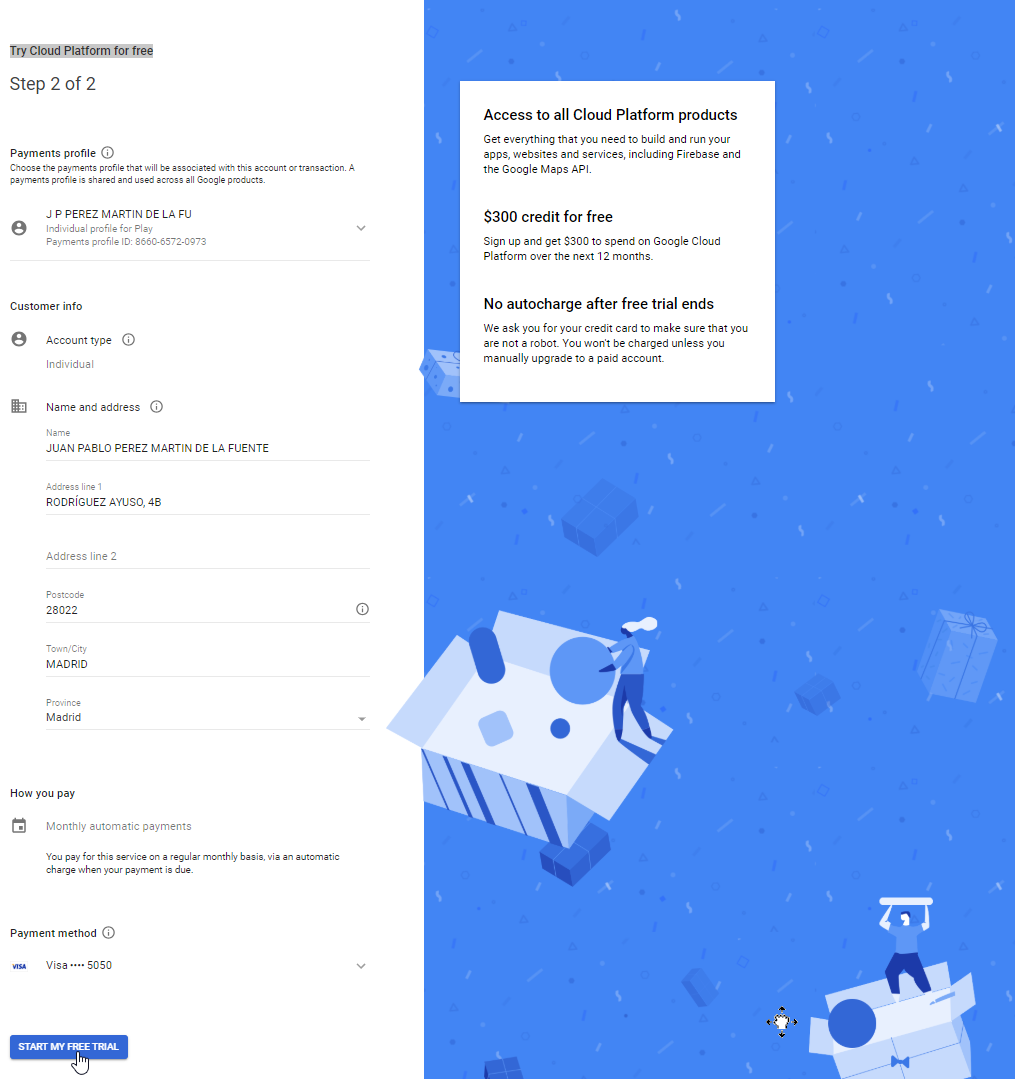 Try Cloud Platform for free
Step 2 of 2
Payments profile
Choose the payments profile that will be associated with this account or transaction. A
payments profile is shared and used across all Google products.
J P PEREZ MARTIN DE LA FU
Individual profile for Play
Payments profile ID: 8660-6572-0973
Customer info
Account type
Individual
Name and address
Name
JUAN PABLO PEREZ MARTIN DE LA FUENTE
Address line 1
RODRÍGUEZ AYUSO, 4B
Address line 2
Postcode
28022
Town/City
MADRID
Province
Madrid
How you pay
Monthly automatic payments
You pay for this service on a regular monthly basis, via an automatic
charge when your payment is due.
Payment method
VISA
Visa •••• 5050
START MY FREE TRIAL
Access to all Cloud Platform products
Get everything that you need to build and run your
apps, websites and services, including Firebase and
the Google Maps API.
$300 credit for free
Sign up and get $300 to spend on Google Cloud
Platform over the next 12 months.
No autocharge after free trial ends
We ask you for your credit card to make sure that you
are not a robot. You won't be charged unless you
manually upgrade to a paid account.